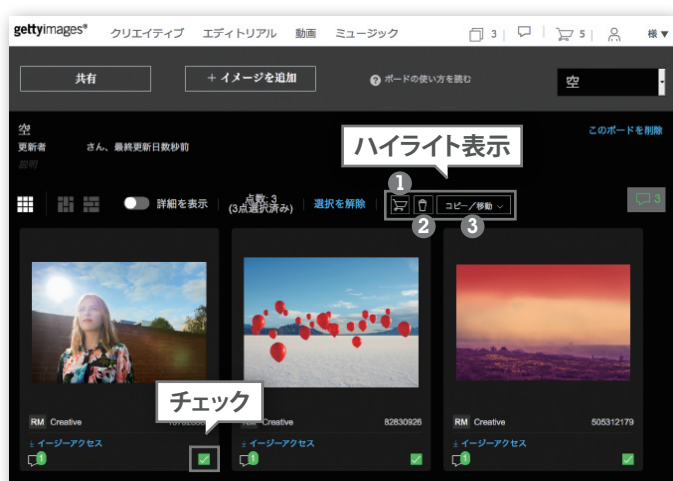 gettyimages®
クリエイティブ エディトリアル 動画 ミュージック 3 5 様▼
共有 + イメージを追加 ? ボードの使い方を読む 空
空
このボードを削除
更新者 さん、最終更新日数秒前
説明
ハイライト表示
詳細を表示 点数: 3 選択を解除 コピー/移動 3
(3点選択済み)
1
2 3
チェック
RM Creative
イージーアクセス
1
RM Creative 82830926
イージーアクセス
1
RM Creative 505312179
イージーアクセス
1